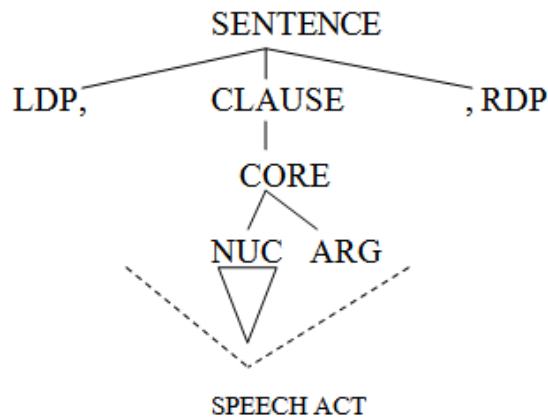 SENTENCE
LDP, CLAUSE , RDP
CORE
NUC ARG
SPEECH ACT